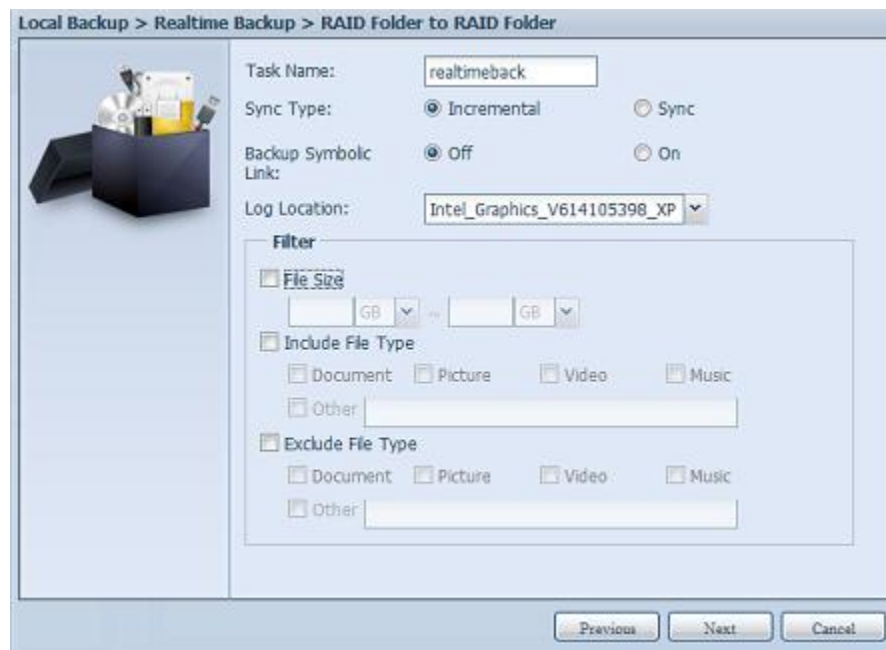 Local Backup > Realtime Backup > RAID Folder to RAID Folder
Task Name: realtimeback
Sync Type: Incremental Sync
Backup Symbolic Link: Off On
Log Location: Intel_Graphics_V614105398_XP
Filter
File Size
GB ~ GB
Include File Type
Document Picture Video Music
Other
Exclude File Type
Document Picture Video Music
Other
Previous Next Cancel